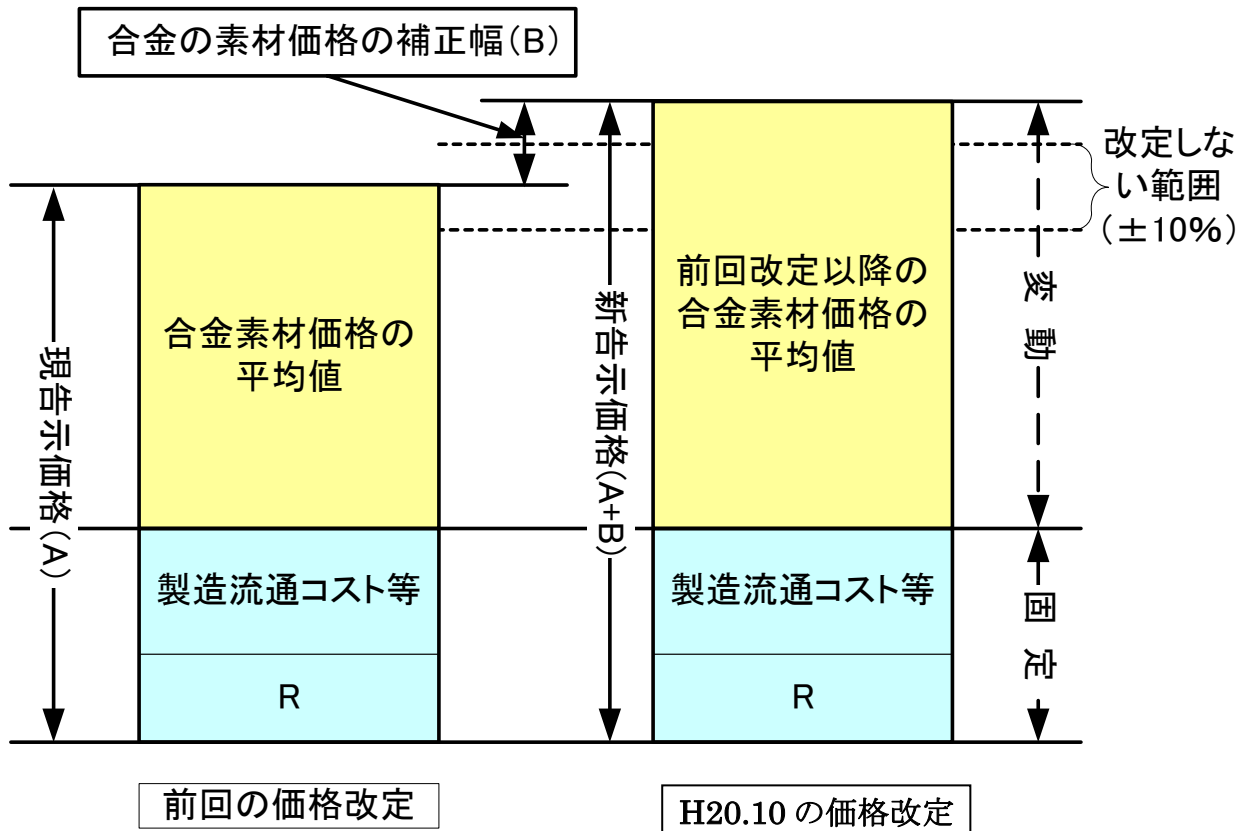 合金の素材価格の補正幅(B)
改定しな
い範囲
(±10%)
合金素材価格の
平均値
前回改定以降の
合金素材価格の
平均値
現告示価格(A)
新告示価格(A+B)
変動
製造流通コスト等
製造流通コスト等
固定
R
R
前回の価格改定
H20.10 の価格改定